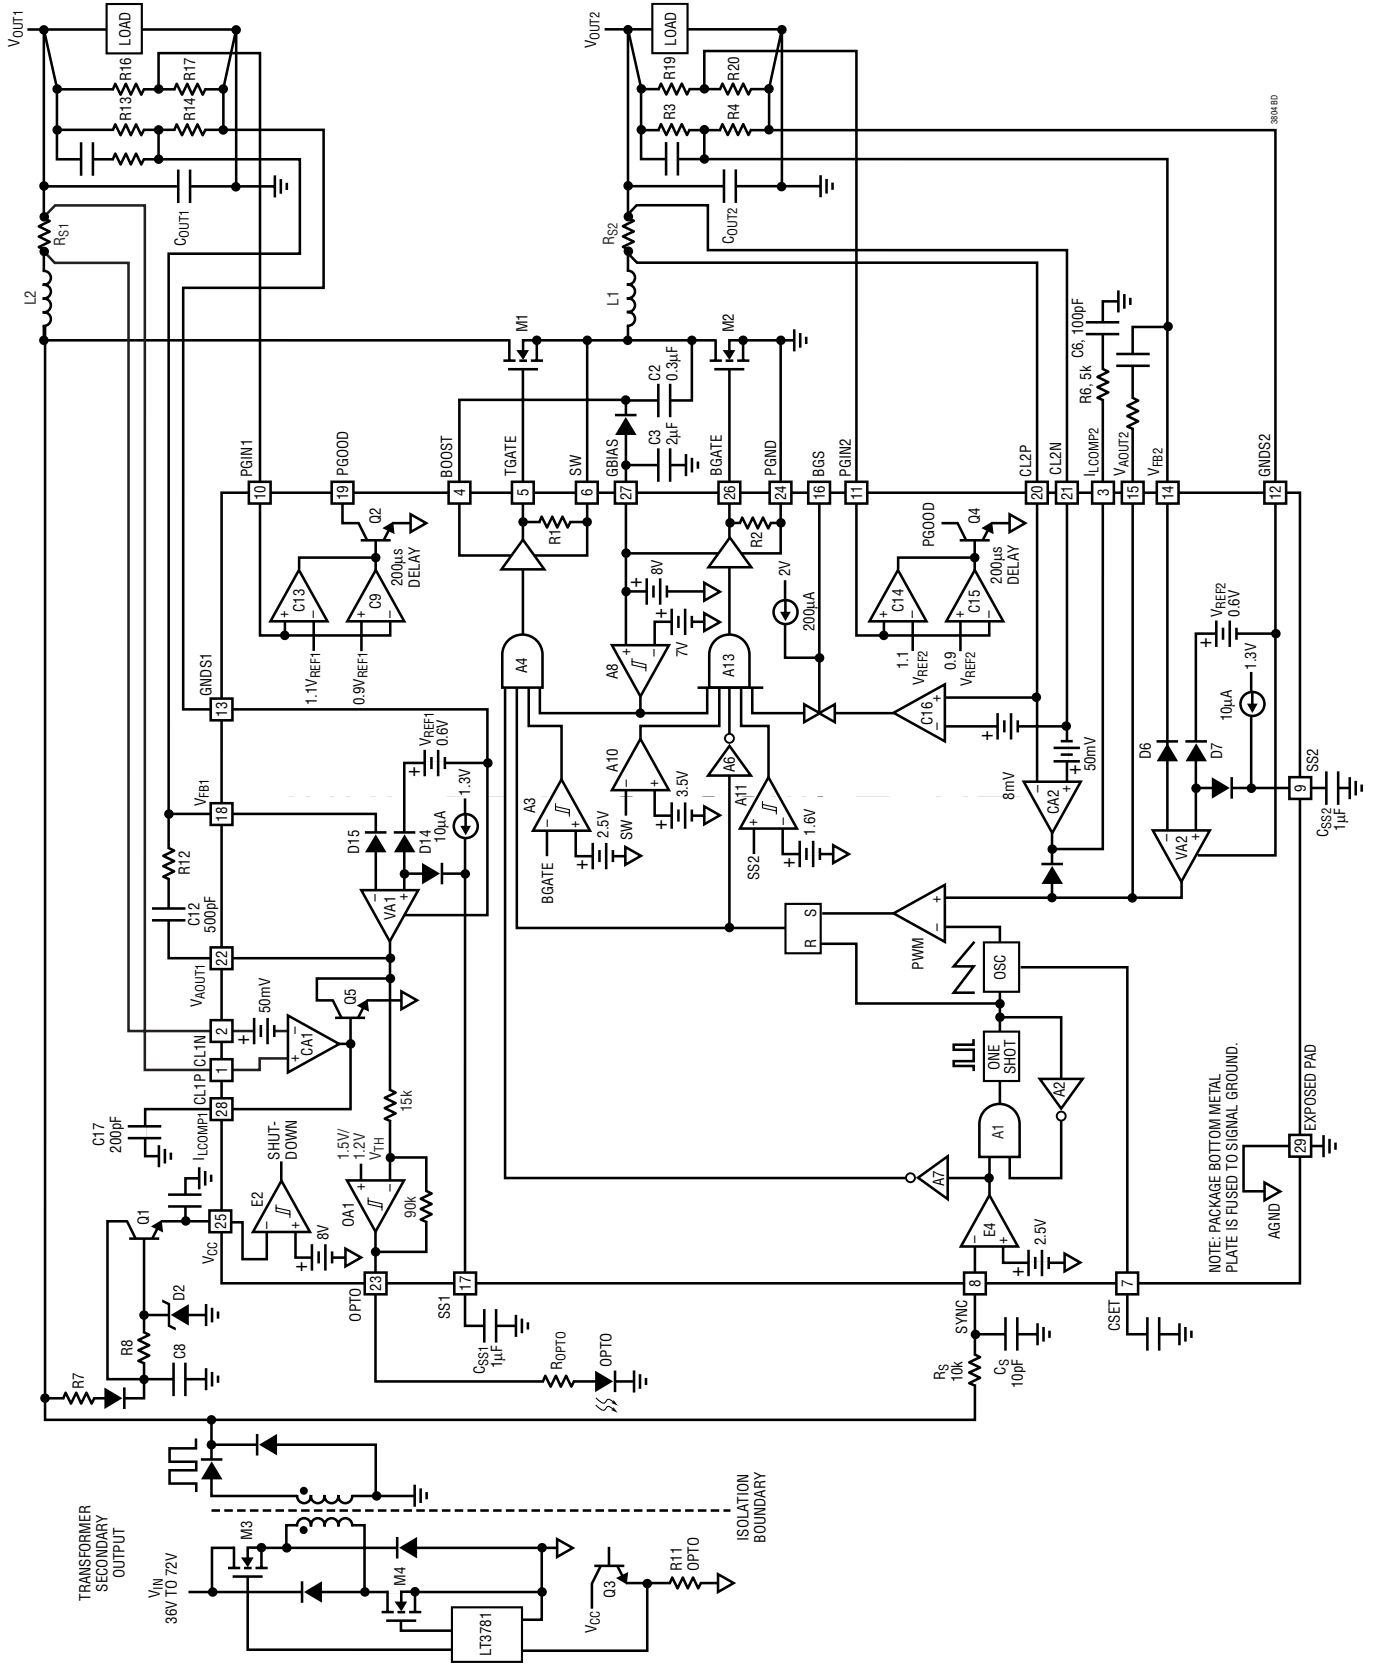 TRANSFORMER
SECONDARY
OUTPUT
VIN
36V TO 72V
M3
M4
LT3781
ISOLATION
BOUNDARY
VCC
Q3
R11
OPTO
R7
R8
C8
D2
Q1
C17
200pF
ILCOMP1
VCC
25
28
CL1P
1
CL1N
2
VAOUT1
22
C12
500pF
R12
VFB1
18
GNDS1
13
L2
RS1
COUT1
R13
R14
R16
R17
LOAD
VOUT1
E2
SHUT-
DOWN
8V
50mV
CA1
Q5
15k
90k
1.5V/
1.2V
VTH
OA1
VA1
D15
D14
10µA
1.3V
VREF1
0.6V
OPTO
23
SS1
17
CSS1
1µF
ROPTO
OPTO
1.1VREF1
0.9VREF1
C13
C9
200µs
DELAY
Q2
PGIN1
10
PGOOD
19
BOOST
4
TGATE
5
SW
6
GBIAS
27
BGATE
26
PGND
24
BGS
16
PGIN2
11
CL2P
20
CL2N
21
ILCOMP2
3
VAOUT2
15
VFB2
14
GNDS2
12
M1
M2
C2
0.3µF
C3
2µF
L1
RS2
COUT2
R3
R4
R19
R20
LOAD
VOUT2
R1
R2
A4
A13
A8
7V
8V
A3
BGATE
2.5V
A10
SW
3.5V
A6
A11
SS2
1.6V
2V
200µA
C16
C14
C15
1.1
VREF2
0.9
VREF2
200µs
DELAY
PGOOD
Q4
R S
PWM
OSC
ONE
SHOT
A1
A2
A7
E4
2.5V
SYNC
8
RS
10k
CS
10pF
CSET
7
8mV
CA2
50mV
R6, 5k
C6, 100pF
D6
D7
VREF2
0.6V
10µA
1.3V
VA2
SS2
9
CSS2
1µF
29
EXPOSED PAD
AGND
NOTE: PACKAGE BOTTOM METAL
PLATE IS FUSED TO SIGNAL GROUND.
3804 BD